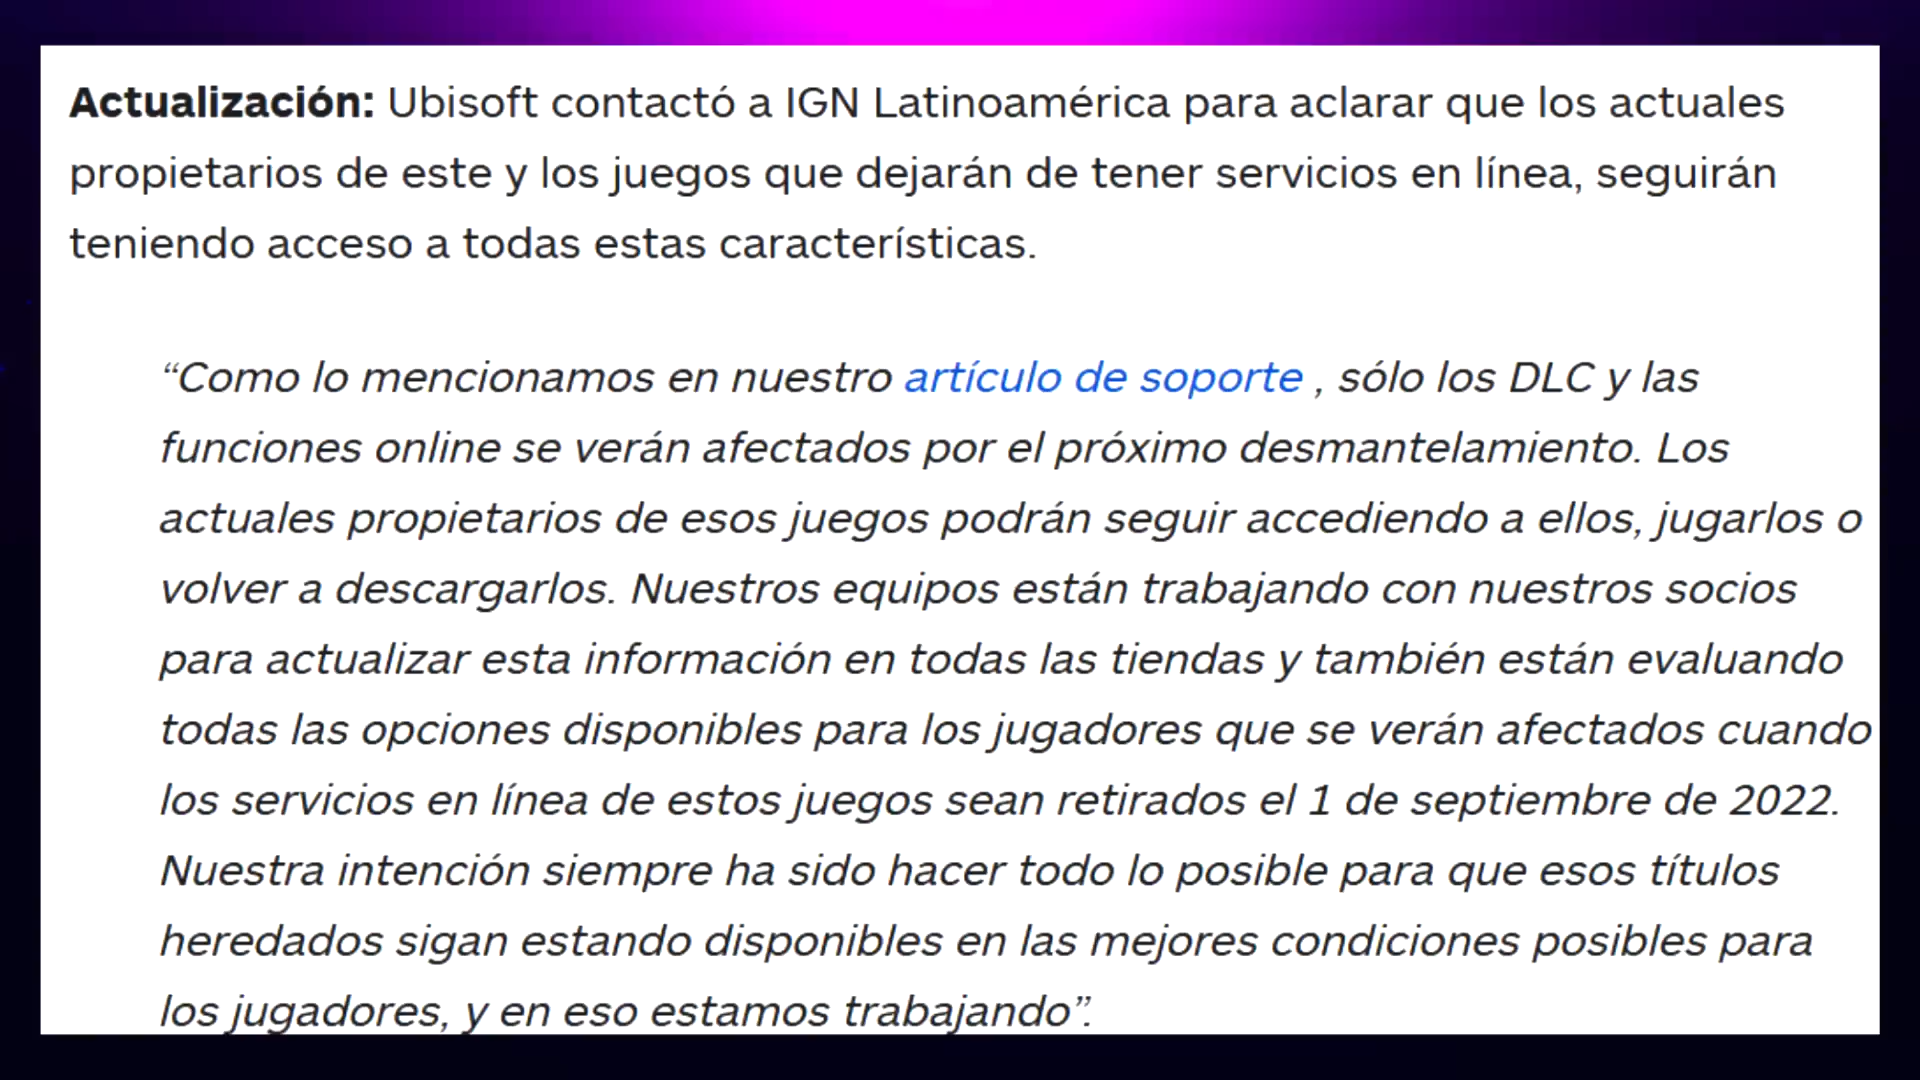 Actualización: Ubisoft contactó a IGN Latinoamérica para aclarar que los actuales
propietarios de este y los juegos que dejarán de tener servicios en línea, seguirán
teniendo acceso a todas estas características.
“Como lo mencionamos en nuestro artículo de soporte , sólo los DLC y las
funciones online se verán afectados por el próximo desmantelamiento. Los
actuales propietarios de esos juegos podrán seguir accediendo a ellos, jugarlos o
volver a descargarlos. Nuestros equipos están trabajando con nuestros socios
para actualizar esta información en todas las tiendas y también están evaluando
todas las opciones disponibles para los jugadores que se verán afectados cuando
los servicios en línea de estos juegos sean retirados el 1 de septiembre de 2022.
Nuestra intención siempre ha sido hacer todo lo posible para que esos títulos
heredados sigan estando disponibles en las mejores condiciones posibles para
los jugadores, y en eso estamos trabajando”.